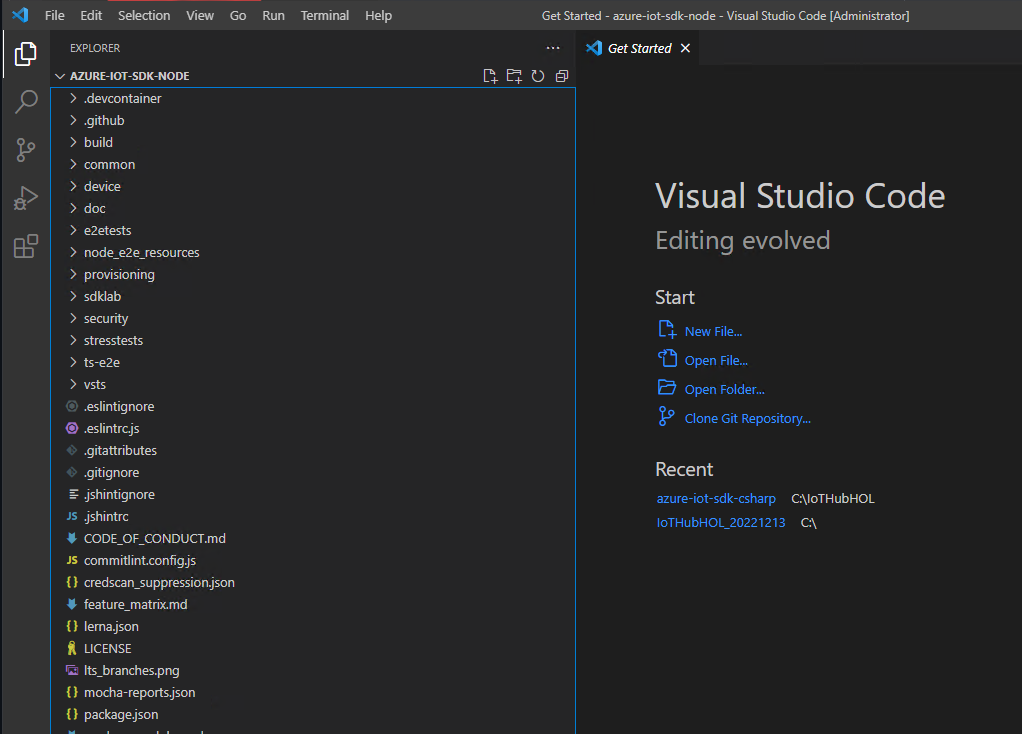 File Edit Selection View Go Run Terminal Help Get Started - azure-iot-sdk-node - Visual Studio Code [Administrator]
EXPLORER
AZURE-IOT-SDK-NODE
.devcontainer
.github
build
common
device
doc
e2etests
node_e2e_resources
provisioning
sdklab
security
stresstests
ts-e2e
vsts
.eslintignore
.eslintrc.js
.gitattributes
.gitignore
.jshintignore
JS .jshintrc
CODE_OF_CONDUCT.md
JS commitlint.config.js
{} credscan_suppression.json
feature_matrix.md
{} lerna.json
LICENSE
lts_branches.png
{} mocha-reports.json
{} package.json
Get Started
Visual Studio Code
Editing evolved
Start
New File...
Open File...
Open Folder...
Clone Git Repository...
Recent
azure-iot-sdk-csharp C:\IoTHubHOL
IoTHubHOL_20221213 C:\